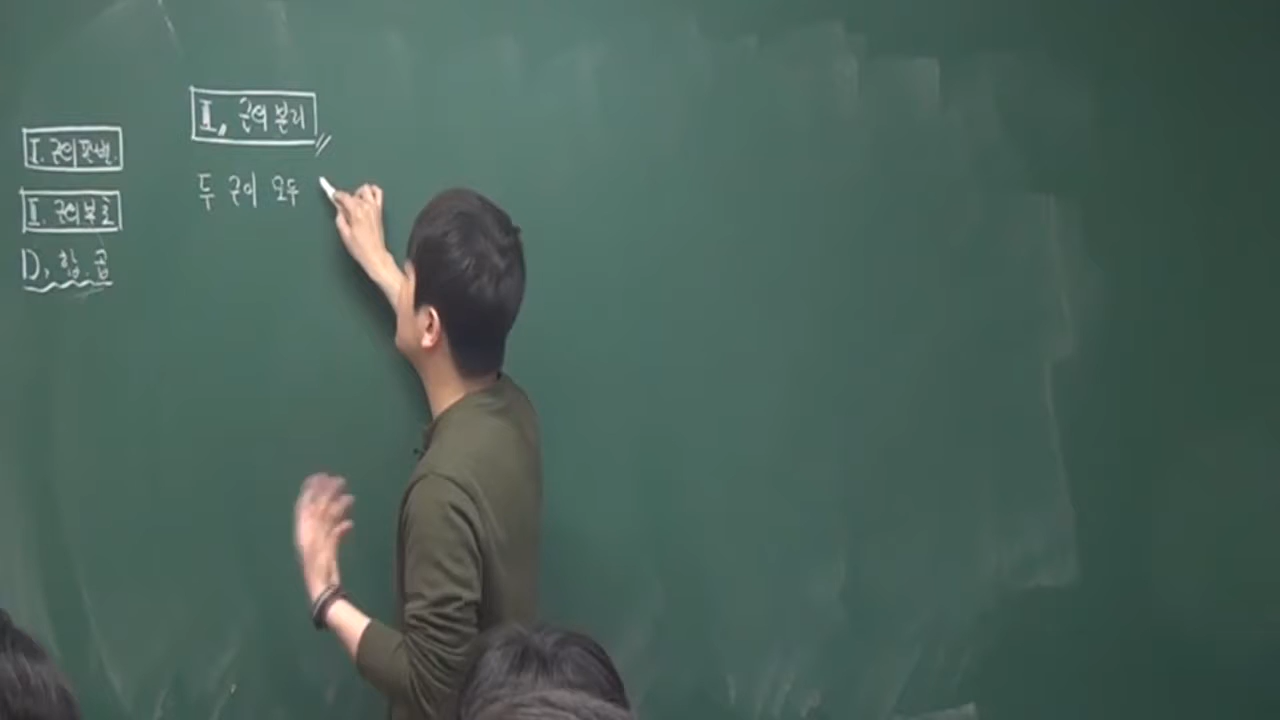 I. 근의 판별.
II. 근의 부호
D, 합. 곱
III. 근의 분리
두 근이 모두